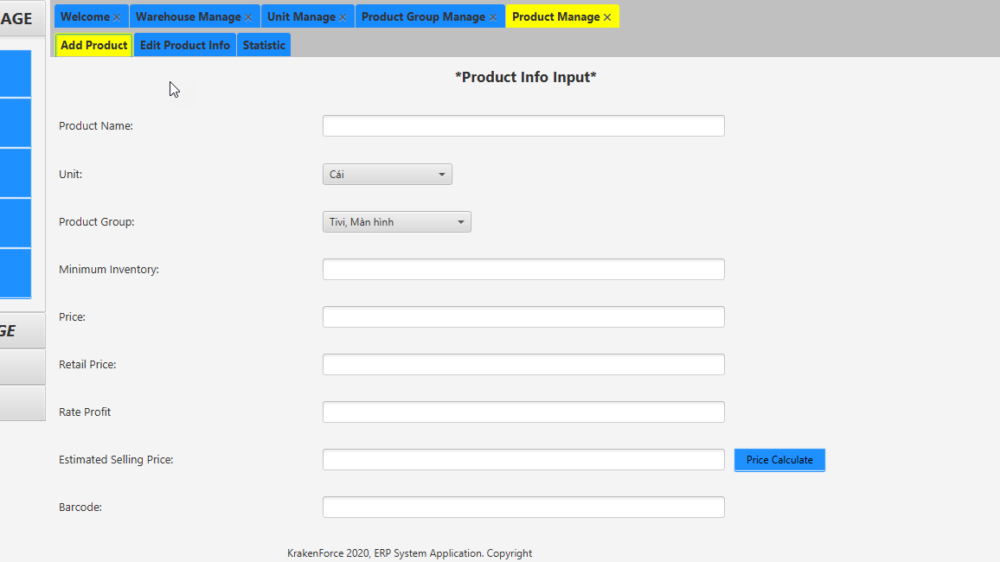 AGE
Welcome Warehouse Manage Unit Manage Product Group Manage Product Manage
Add Product Edit Product Info Statistic
*Product Info Input*
Product Name:
Unit: Cái
Product Group: Tivi, Màn hình
Minimum Inventory:
Price:
GE
Retail Price:
Rate Profit
Estimated Selling Price: Price Calculate
Barcode:
KrakenForce 2020, ERP System Application. Copyright